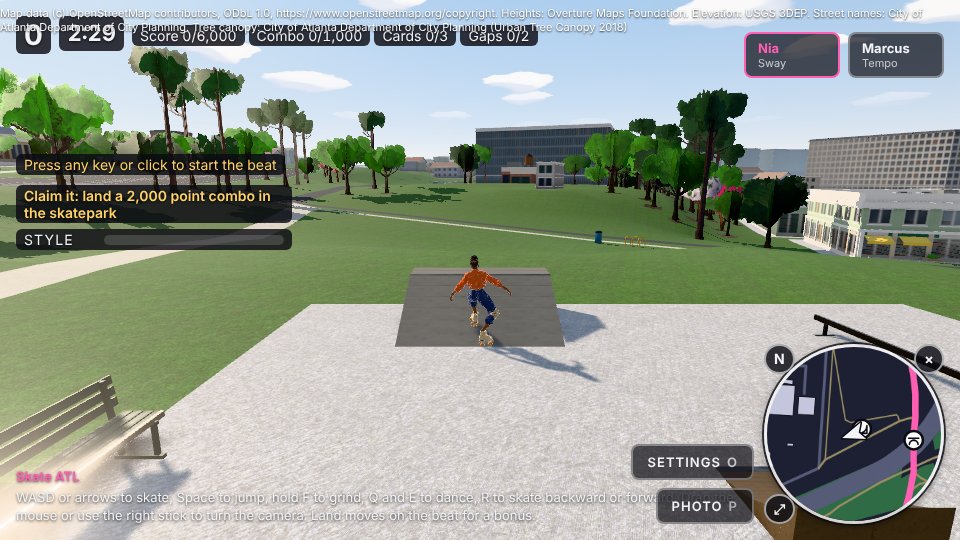 Map data (c) OpenStreetMap contributors, ODbL 1.0, https://www.openstreetmap.org/copyright. Heights: Overture Maps Foundation. Elevation: USGS 3DEP. Street names: City of
Atlanta Department of City Planning. Tree Canopy: City of Atlanta Department of City Planning (Urban Tree Canopy 2018)
0
2:29
Score 0/6,000
Combo 0/1,000
Cards 0/3
Gaps 0/2
Nia
Sway
Marcus
Tempo
Press any key or click to start the beat
Claim it: land a 2,000 point combo in
the skatepark
STYLE
N
×
SETTINGS O
PHOTO P
Skate ATL
WASD or arrows to skate, Space to jump, hold F to grind, Q and E to dance, R to skate backward or forward
mouse or use the right stick to turn the camera. Land moves on the beat for a bonus.